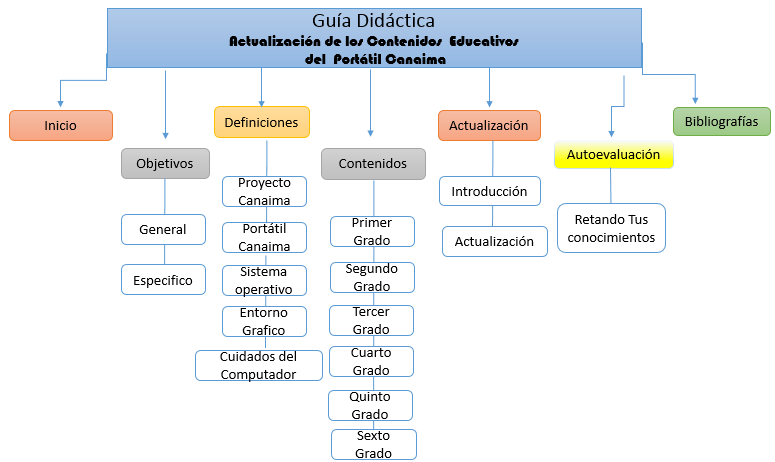 Guía Didáctica
Actualización de los Contenidos Educativos
del Portátil Canaima
Inicio
Objetivos
General
Especifico
Definiciones
Proyecto
Canaima
Portátil
Canaima
Sistema
operativo
Entorno
Grafico
Cuidados del
Computador
Contenidos
Primer
Grado
Segundo
Grado
Tercer
Grado
Cuarto
Grado
Quinto
Grado
Sexto
Grado
Actualización
Introducción
Actualización
Autoevaluación
Retando Tus
conocimientos
Bibliografías